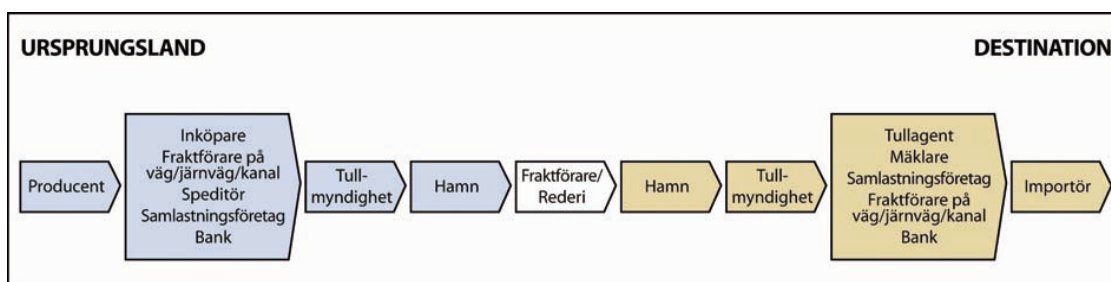 URSPRUNGSLAND
DESTINATION
Producent
Inköpare
Fraktförare på
väg/järnväg/kanal
Speditör
Samlastningsföretag
Bank
Tull-
myndighet
Hamn
Fraktförare/
Rederi
Hamn
Tull-
myndighet
Tullagent
Mäklare
Samlastningsföretag
Fraktförare på
väg/järnväg/kanal
Bank
Importör